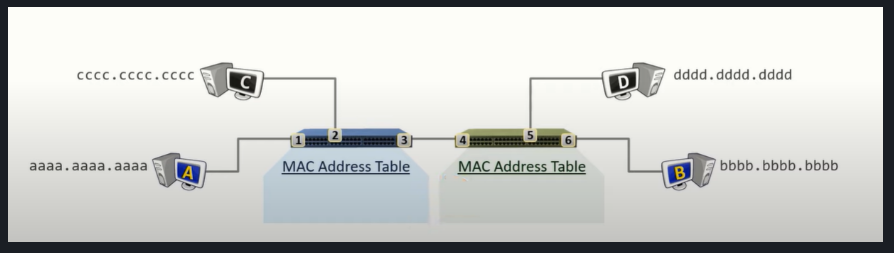 cccc.cccc.cccc
C
D
dddd.dddd.dddd
1
2
3
4
5
6
aaaa.aaaa.aaaa
A
MAC Address Table
MAC Address Table
B
bbbb.bbbb.bbbb